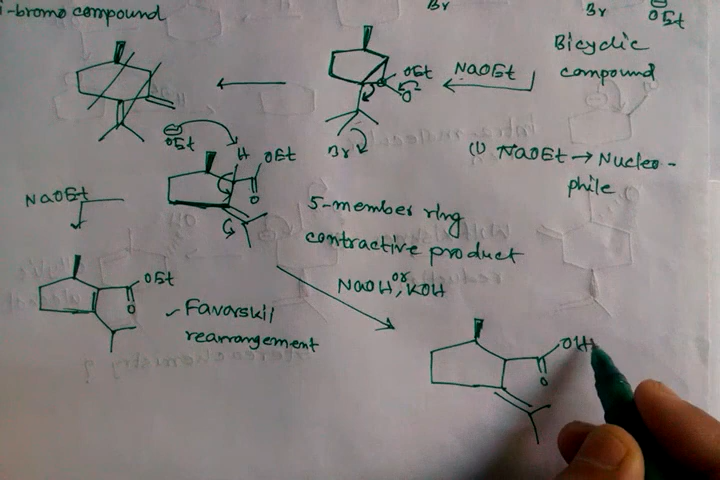 i-bromo compound
Br
Br
⊖
OEt
Bicyclic
compound
OEt
NaOEt
O
Br
(1) NaOEt → Nucleo-
phile
⊖
OEt
H
OEt
O
NaOEt
5-member ring
contractive product
NaOH or, KOH
OEt
O
✓ Favorskii
rearrangement
OH
O